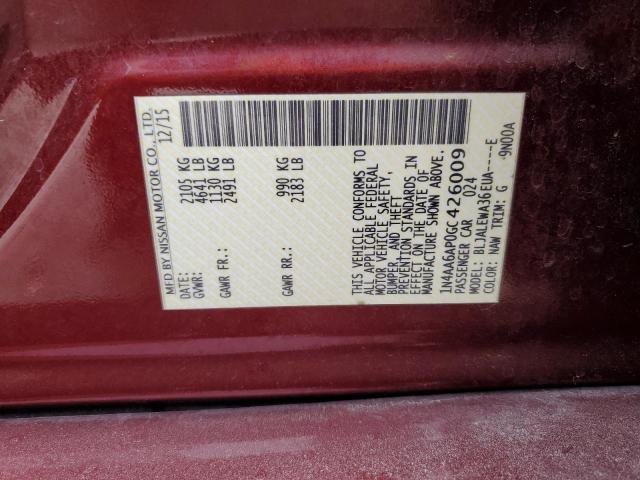 MFD BY NISSAN MOTOR CO., LTD.
DATE: 12/15
GVWR: 2105 KG
4641 LB
GAWR FR: 1130 KG
2491 LB
GAWR RR: 990 KG
2183 LB
THIS VEHICLE CONFORMS TO
ALL APPLICABLE FEDERAL
MOTOR VEHICLE SAFETY,
BUMPER, AND THEFT
PREVENTION STANDARDS IN
EFFECT ON THE DATE OF
MANUFACTURE SHOWN ABOVE.
1N4AA6AP0GC426009
PASSENGER CAR 024
MODEL: BLJALEWA36EUA-----E
COLOR: NAW TRIM: G 9N00A